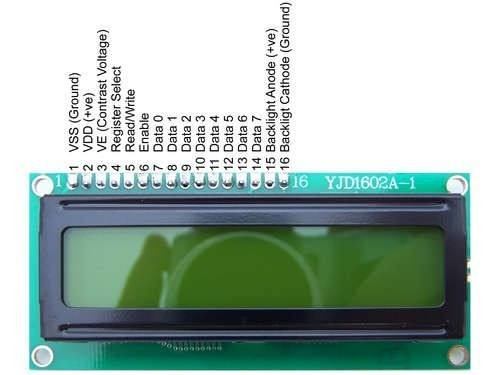 1 VSS (Ground)
2 VDD (+ve)
3 VE (Contrast Voltage)
4 Register Select
5 Read/Write
6 Enable
7 Data 0
8 Data 1
9 Data 2
10 Data 3
11 Data 4
12 Data 5
13 Data 6
14 Data 7
15 Backlight Anode (+ve)
16 Backligt Cathode (Ground)
1
16
YJD1602A-1